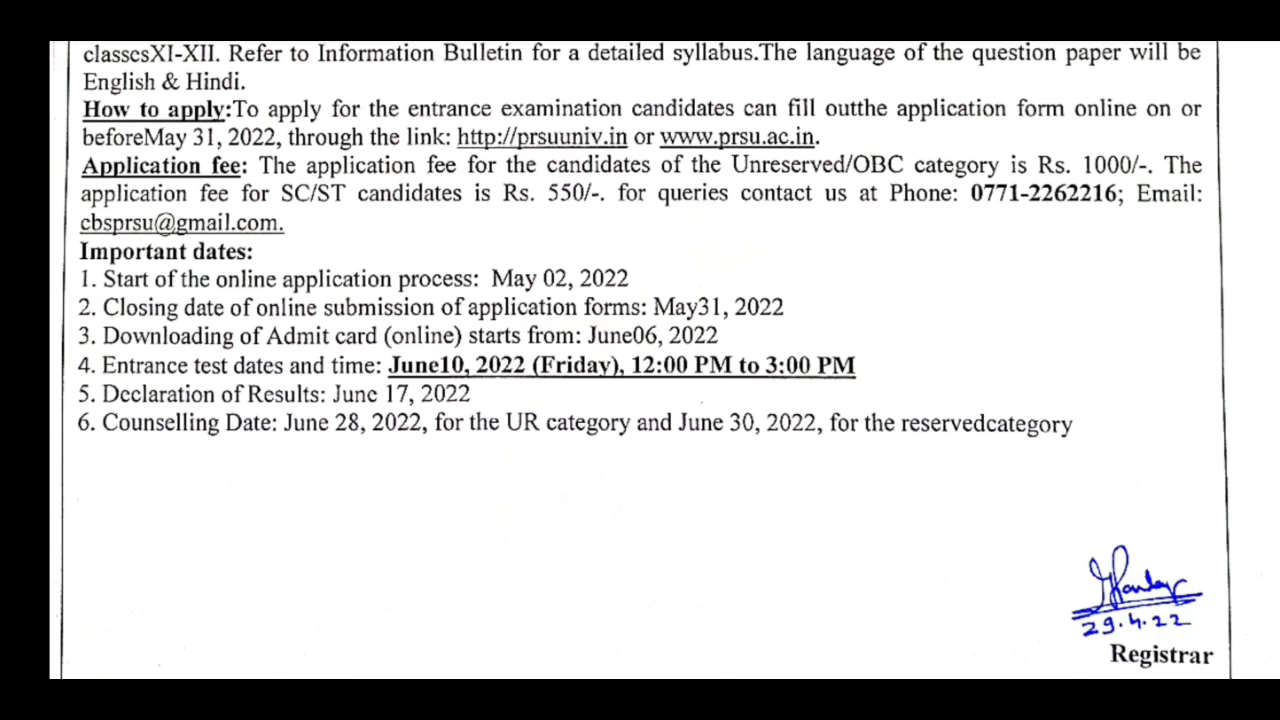 classesXI-XII. Refer to Information Bulletin for a detailed syllabus.The language of the question paper will be
English & Hindi.
How to apply:To apply for the entrance examination candidates can fill outthe application form online on or
beforeMay 31, 2022, through the link: http://prsuuniv.in or www.prsu.ac.in.
Application fee: The application fee for the candidates of the Unreserved/OBC category is Rs. 1000/-. The
application fee for SC/ST candidates is Rs. 550/-. for queries contact us at Phone: 0771-2262216; Email:
cbsprsu@gmail.com.
Important dates:
1. Start of the online application process: May 02, 2022
2. Closing date of online submission of application forms: May31, 2022
3. Downloading of Admit card (online) starts from: June06, 2022
4. Entrance test dates and time: June10, 2022 (Friday), 12:00 PM to 3:00 PM
5. Declaration of Results: June 17, 2022
6. Counselling Date: June 28, 2022, for the UR category and June 30, 2022, for the reservedcategory
29.4.22
Registrar